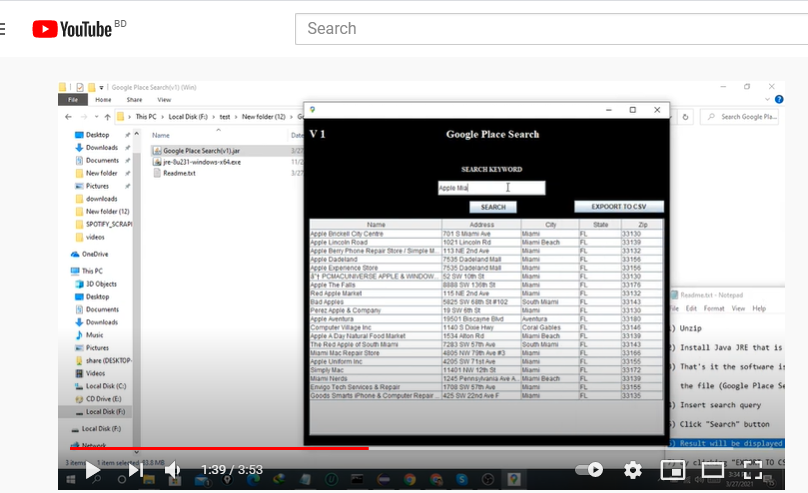 YouTube BD
Search
Google Place Search(v1) (Win)
File Home Share View
This PC > Local Disk (F:) > test > New folder (12) > G
Search Google Pla...
Desktop
Downloads
Documents
New folder
Pictures
downloads
New folder (12)
SPOTIFY_SCRAPI
videos
OneDrive
This PC
3D Objects
Desktop
Documents
Downloads
Music
Pictures
share (DESKTOP-
Videos
Local Disk (C:)
CD Drive (E:)
Local Disk (F:)
Local Disk (F:)
Network
Name Date
Google Place Search(v1).jar 3/27
jre-8u231-windows-x64.exe 11/2
Readme.txt 3/27
3 items 1 item selected 33.8 MB
V 1 Google Place Search
SEARCH KEYWORD
Apple Mia
SEARCH EXPOORT TO CSV
Name Address City State Zip
Apple Brickell City Centre 701 S Miami Ave Miami FL 33130
Apple Lincoln Road 1021 Lincoln Rd Miami Beach FL 33139
Apple Berry Phone Repair Store / Simple M... 113 NE 2nd Ave Miami FL 33132
Apple Dadeland 7535 Dadeland Mall Miami FL 33156
Apple Experience Store 7535 Dadeland Mall Miami FL 33156
PCMACUNIVERSE APPLE & WINDOW... 52 SW 10th St Miami FL 33130
Apple The Falls 8888 SW 136th St Miami FL 33176
Red Apple Market 115 NE 2nd Ave Miami FL 33132
Bad Apples 5825 SW 68th St #102 South Miami FL 33143
Perez Apple & Company 19 SW 6th St Miami FL 33130
Apple Aventura 19501 Biscayne Blvd Aventura FL 33180
Computer Village Inc 1140 S Dixie Hwy Coral Gables FL 33146
Apple A Day Natural Food Market 1534 Alton Rd Miami Beach FL 33139
The Red Apple of South Miami 7283 SW 57th Ave South Miami FL 33143
Miami Mac Repair Store 4805 NW 79th Ave #3 Miami FL 33166
Apple Uniform Inc 4205 SW 71st Ave Miami FL 33155
Simply Mac 11401 NW 12th St Miami FL 33172
Miami Nerds 1245 Pennsylvania Ave A... Miami Beach FL 33139
Envigo Tech Services & Repair 1708 SW 57th Ave Miami FL 33155
Goods Smarts iPhone & Computer Repair ... 425 SW 22nd Ave F Miami FL 33135
Readme.txt - Notepad
File Edit Format View Help
) Unzip
) Install Java JRE that is
) That's it the software is
the file (Google Place Se
) Insert search query
) Click "Search" button
) Result will be displayed
clicking "EX TO CS
1:39 / 3:53
3:34
3/27/2021